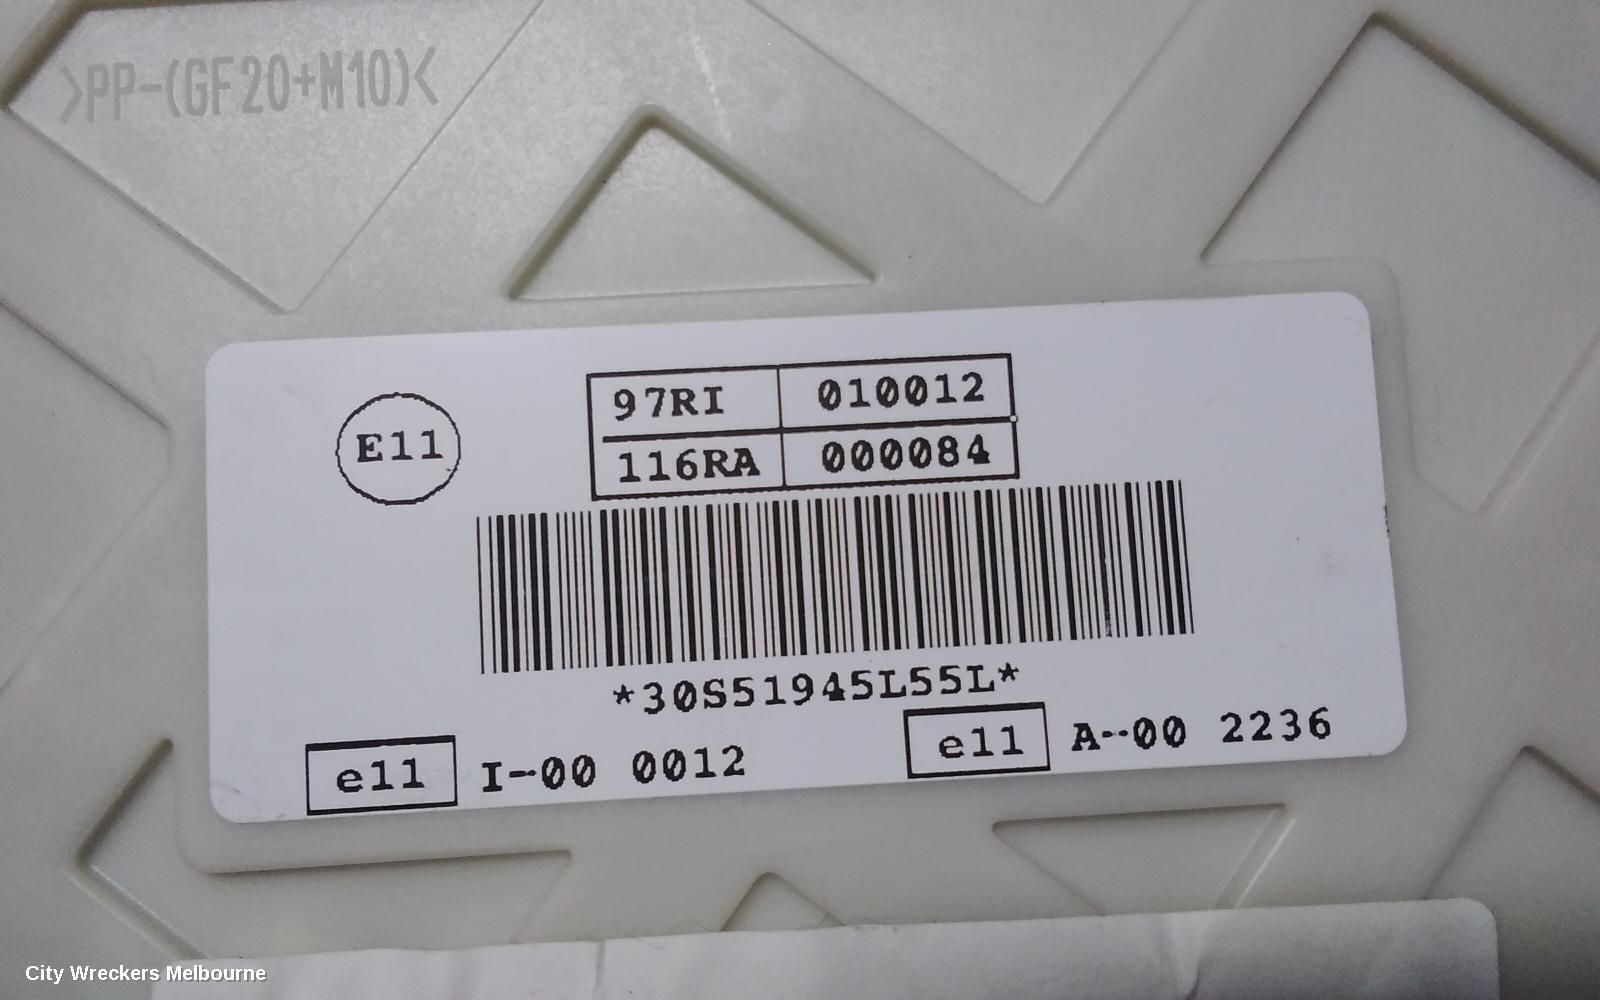 >PP-(GF20+M10)<
E11
97RI 010012
116RA 000084
*30S51945L55L*
e11 I-00 0012
e11 A-00 2236
City Wreckers Melbourne